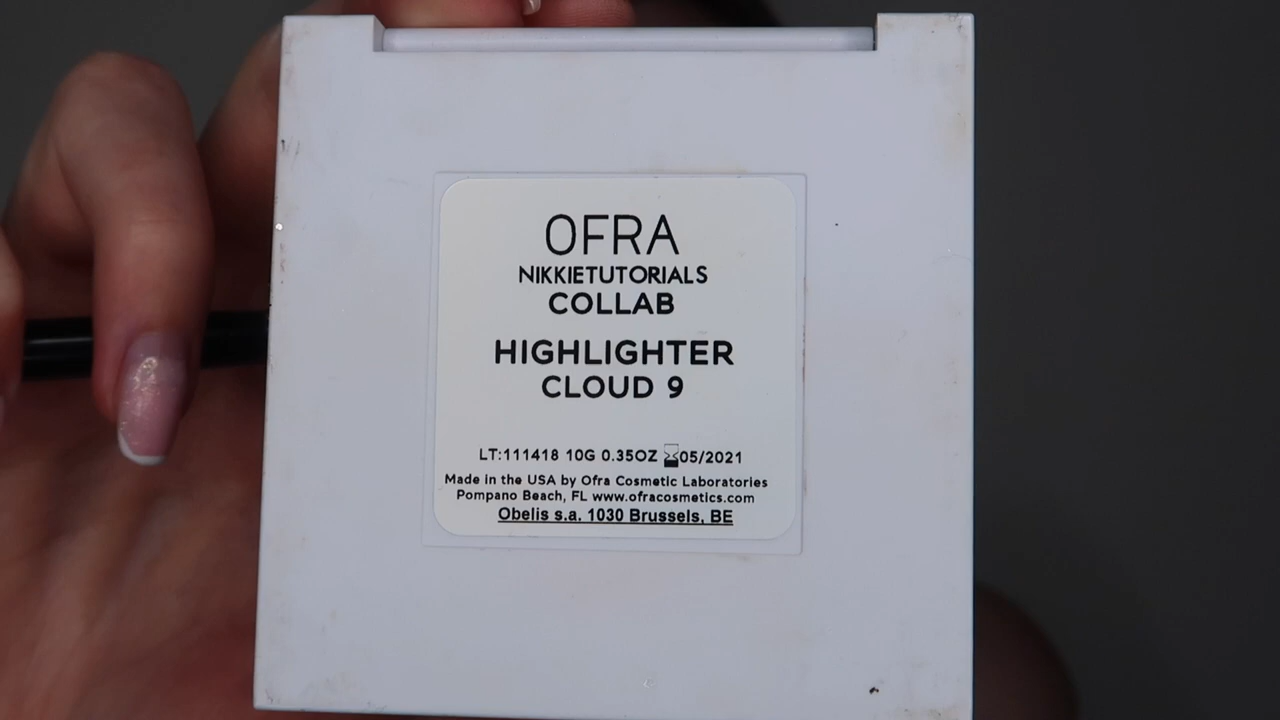 OFRA
NIKKIETUTORIALS
COLLAB
HIGHLIGHTER
CLOUD 9
LT:111418 10G 0.35OZ 05/2021
Made in the USA by Ofra Cosmetic Laboratories
Pompano Beach, FL www.ofracosmetics.com
Obelis s.a. 1030 Brussels, BE